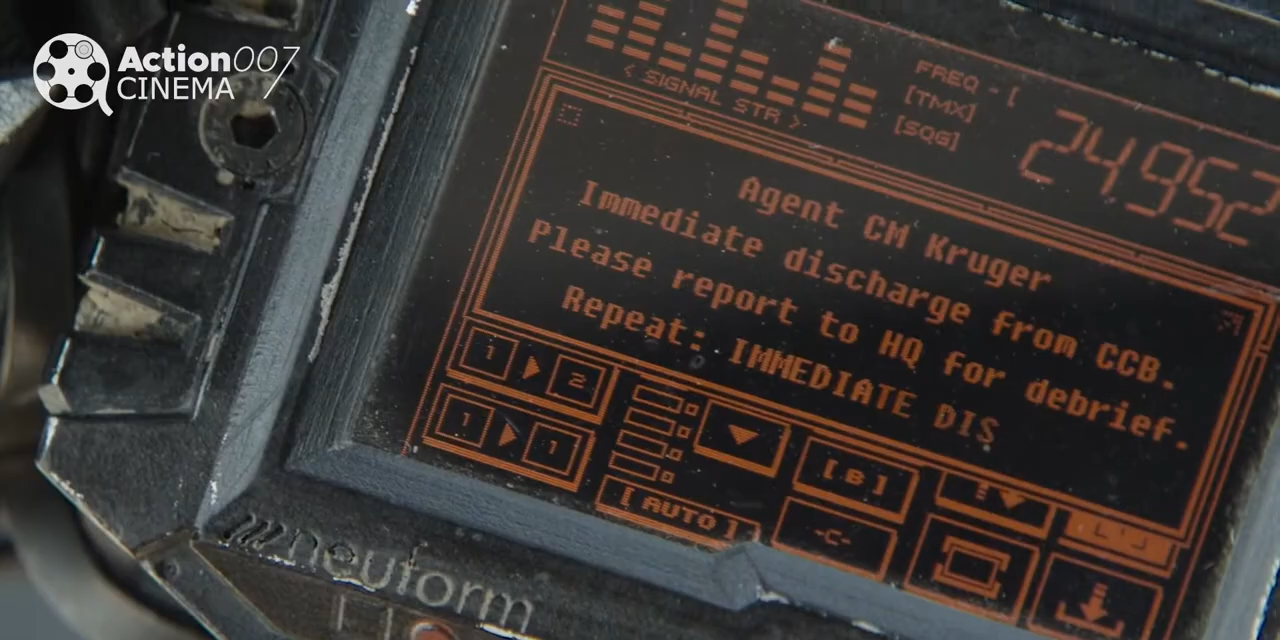 Action007
CINEMA
FREQ - [
< SIGNAL STR >
[TMX]
[SQG]
24952
Agent CM Kruger
Immediate discharge from CCB.
Please report to HQ for debrief.
Repeat: IMMEDIATE DIS
1 2
1 1
[ B ]
[ AUTO ]
-C-
neuform